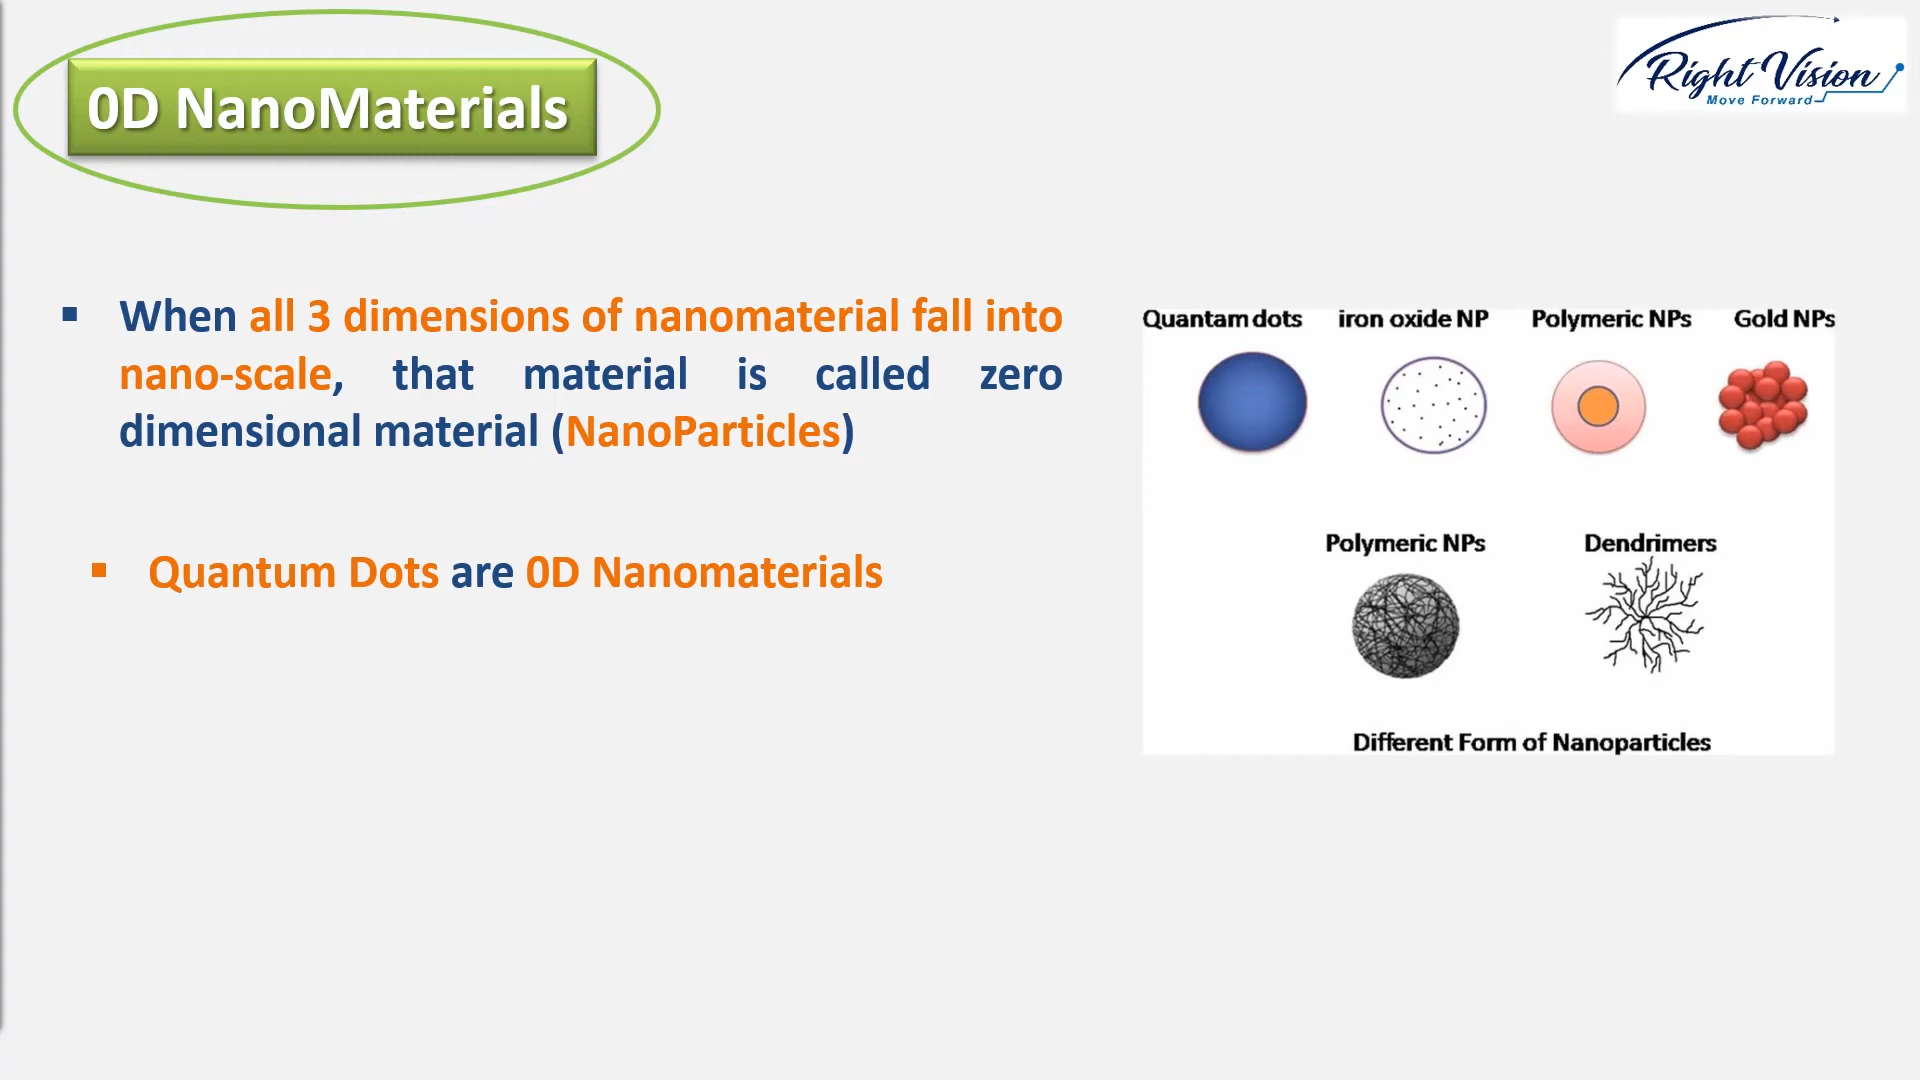 0D NanoMaterials
Right Vision
Move Forward
▪ When all 3 dimensions of nanomaterial fall into
nano-scale, that material is called zero
dimensional material (NanoParticles)
▪ Quantum Dots are 0D Nanomaterials
Quantam dots iron oxide NP Polymeric NPs Gold NPs
Polymeric NPs Dendrimers
Different Form of Nanoparticles